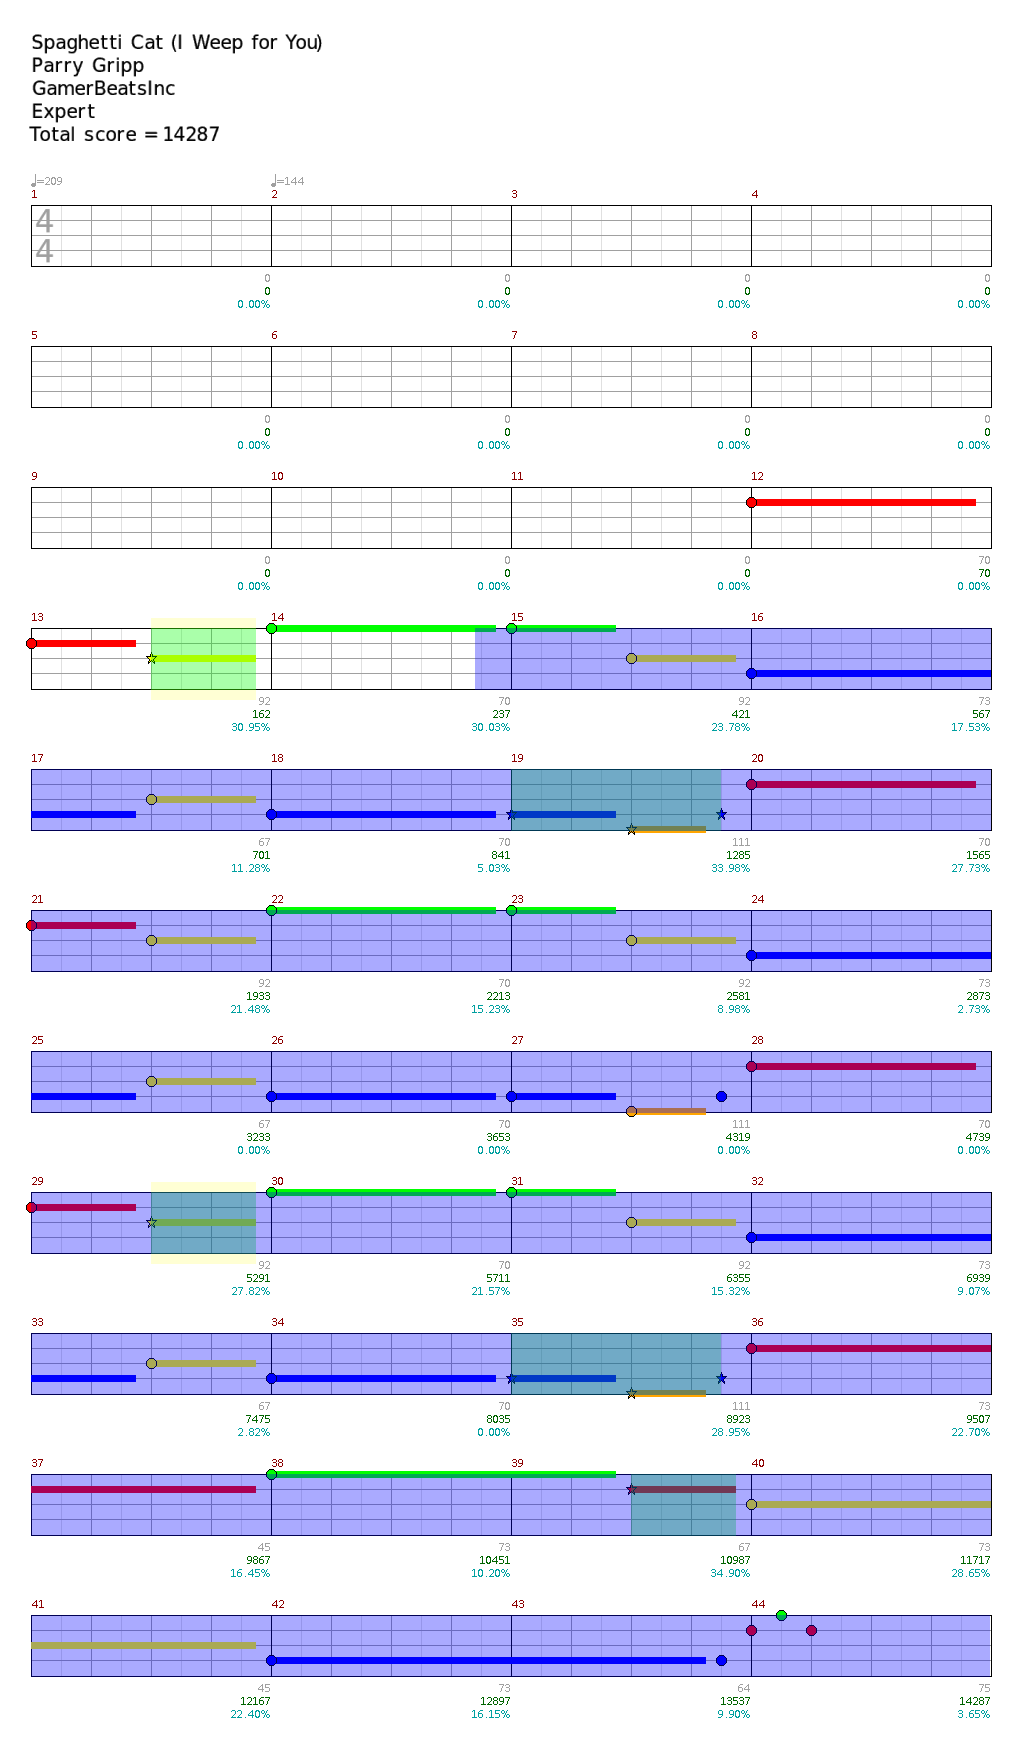 Spaghetti Cat (I Weep for You)
Parry Gripp
GamerBeatsInc
Expert
Total score = 14287
♩=209 ♩=144
1 2 3 4
4
4
0 0 0 0
0 0 0 0
0.00% 0.00% 0.00% 0.00%
5 6 7 8
0 0 0 0
0 0 0 0
0.00% 0.00% 0.00% 0.00%
9 10 11 12
0 0 0 70
0 0 0 70
0.00% 0.00% 0.00% 0.00%
13 14 15 16
92 70 92 73
162 237 421 567
30.95% 30.03% 23.78% 17.53%
17 18 19 20
67 70 111 70
701 841 1285 1565
11.28% 5.03% 33.98% 27.73%
21 22 23 24
92 70 92 73
1933 2213 2581 2873
21.48% 15.23% 8.98% 2.73%
25 26 27 28
67 70 111 70
3233 3653 4319 4739
0.00% 0.00% 0.00% 0.00%
29 30 31 32
92 70 92 73
5291 5711 6355 6939
27.82% 21.57% 15.32% 9.07%
33 34 35 36
67 70 111 73
7475 8035 8923 9507
2.82% 0.00% 28.95% 22.70%
37 38 39 40
45 73 67 73
9867 10451 10987 11717
16.45% 10.20% 34.90% 28.65%
41 42 43 44
45 73 64 75
12167 12897 13537 14287
22.40% 16.15% 9.90% 3.65%